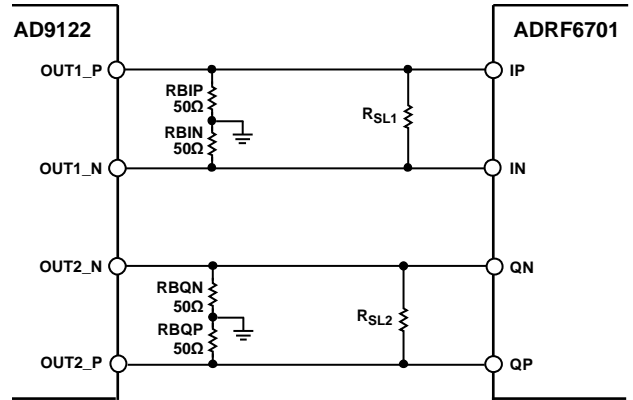 AD9122
ADRF6701
OUT1_P
IP
RBIP
50Ω
RSL1
RBIN
50Ω
OUT1_N
IN
OUT2_N
QN
RBQN
50Ω
RSL2
RBQP
50Ω
OUT2_P
QP